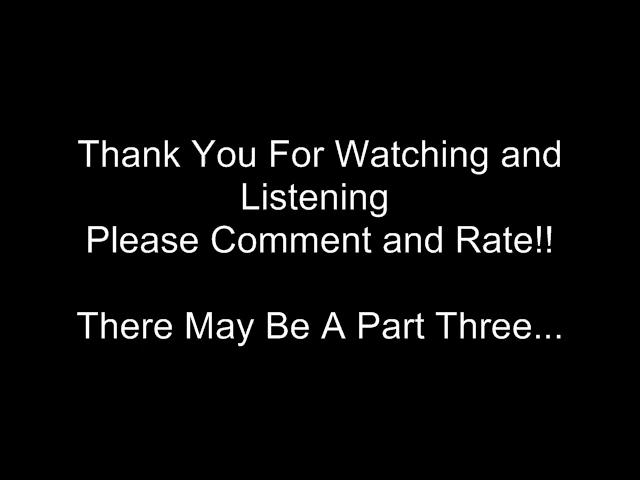 Thank You For Watching and
Listening
Please Comment and Rate!!
There May Be A Part Three...